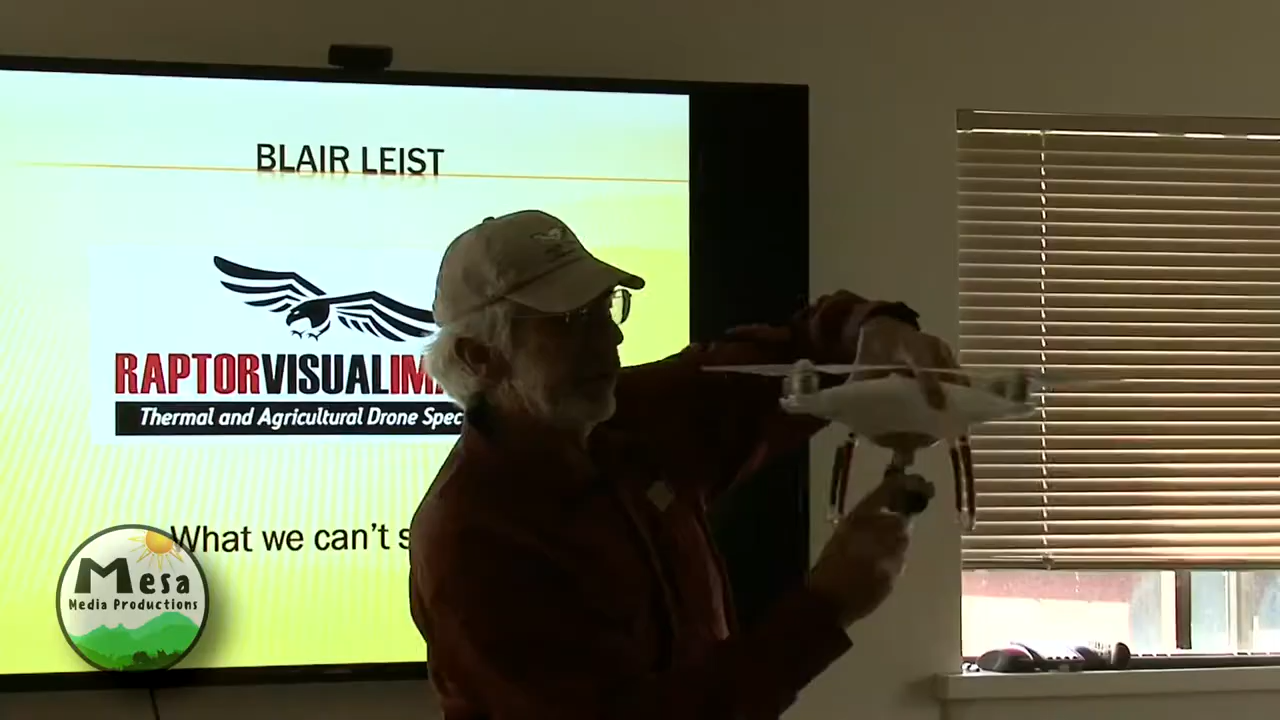 BLAIR LEIST
RAPTORVISUALIM
Thermal and Agricultural Drone Spec
What we can't s
Mesa
Media Productions